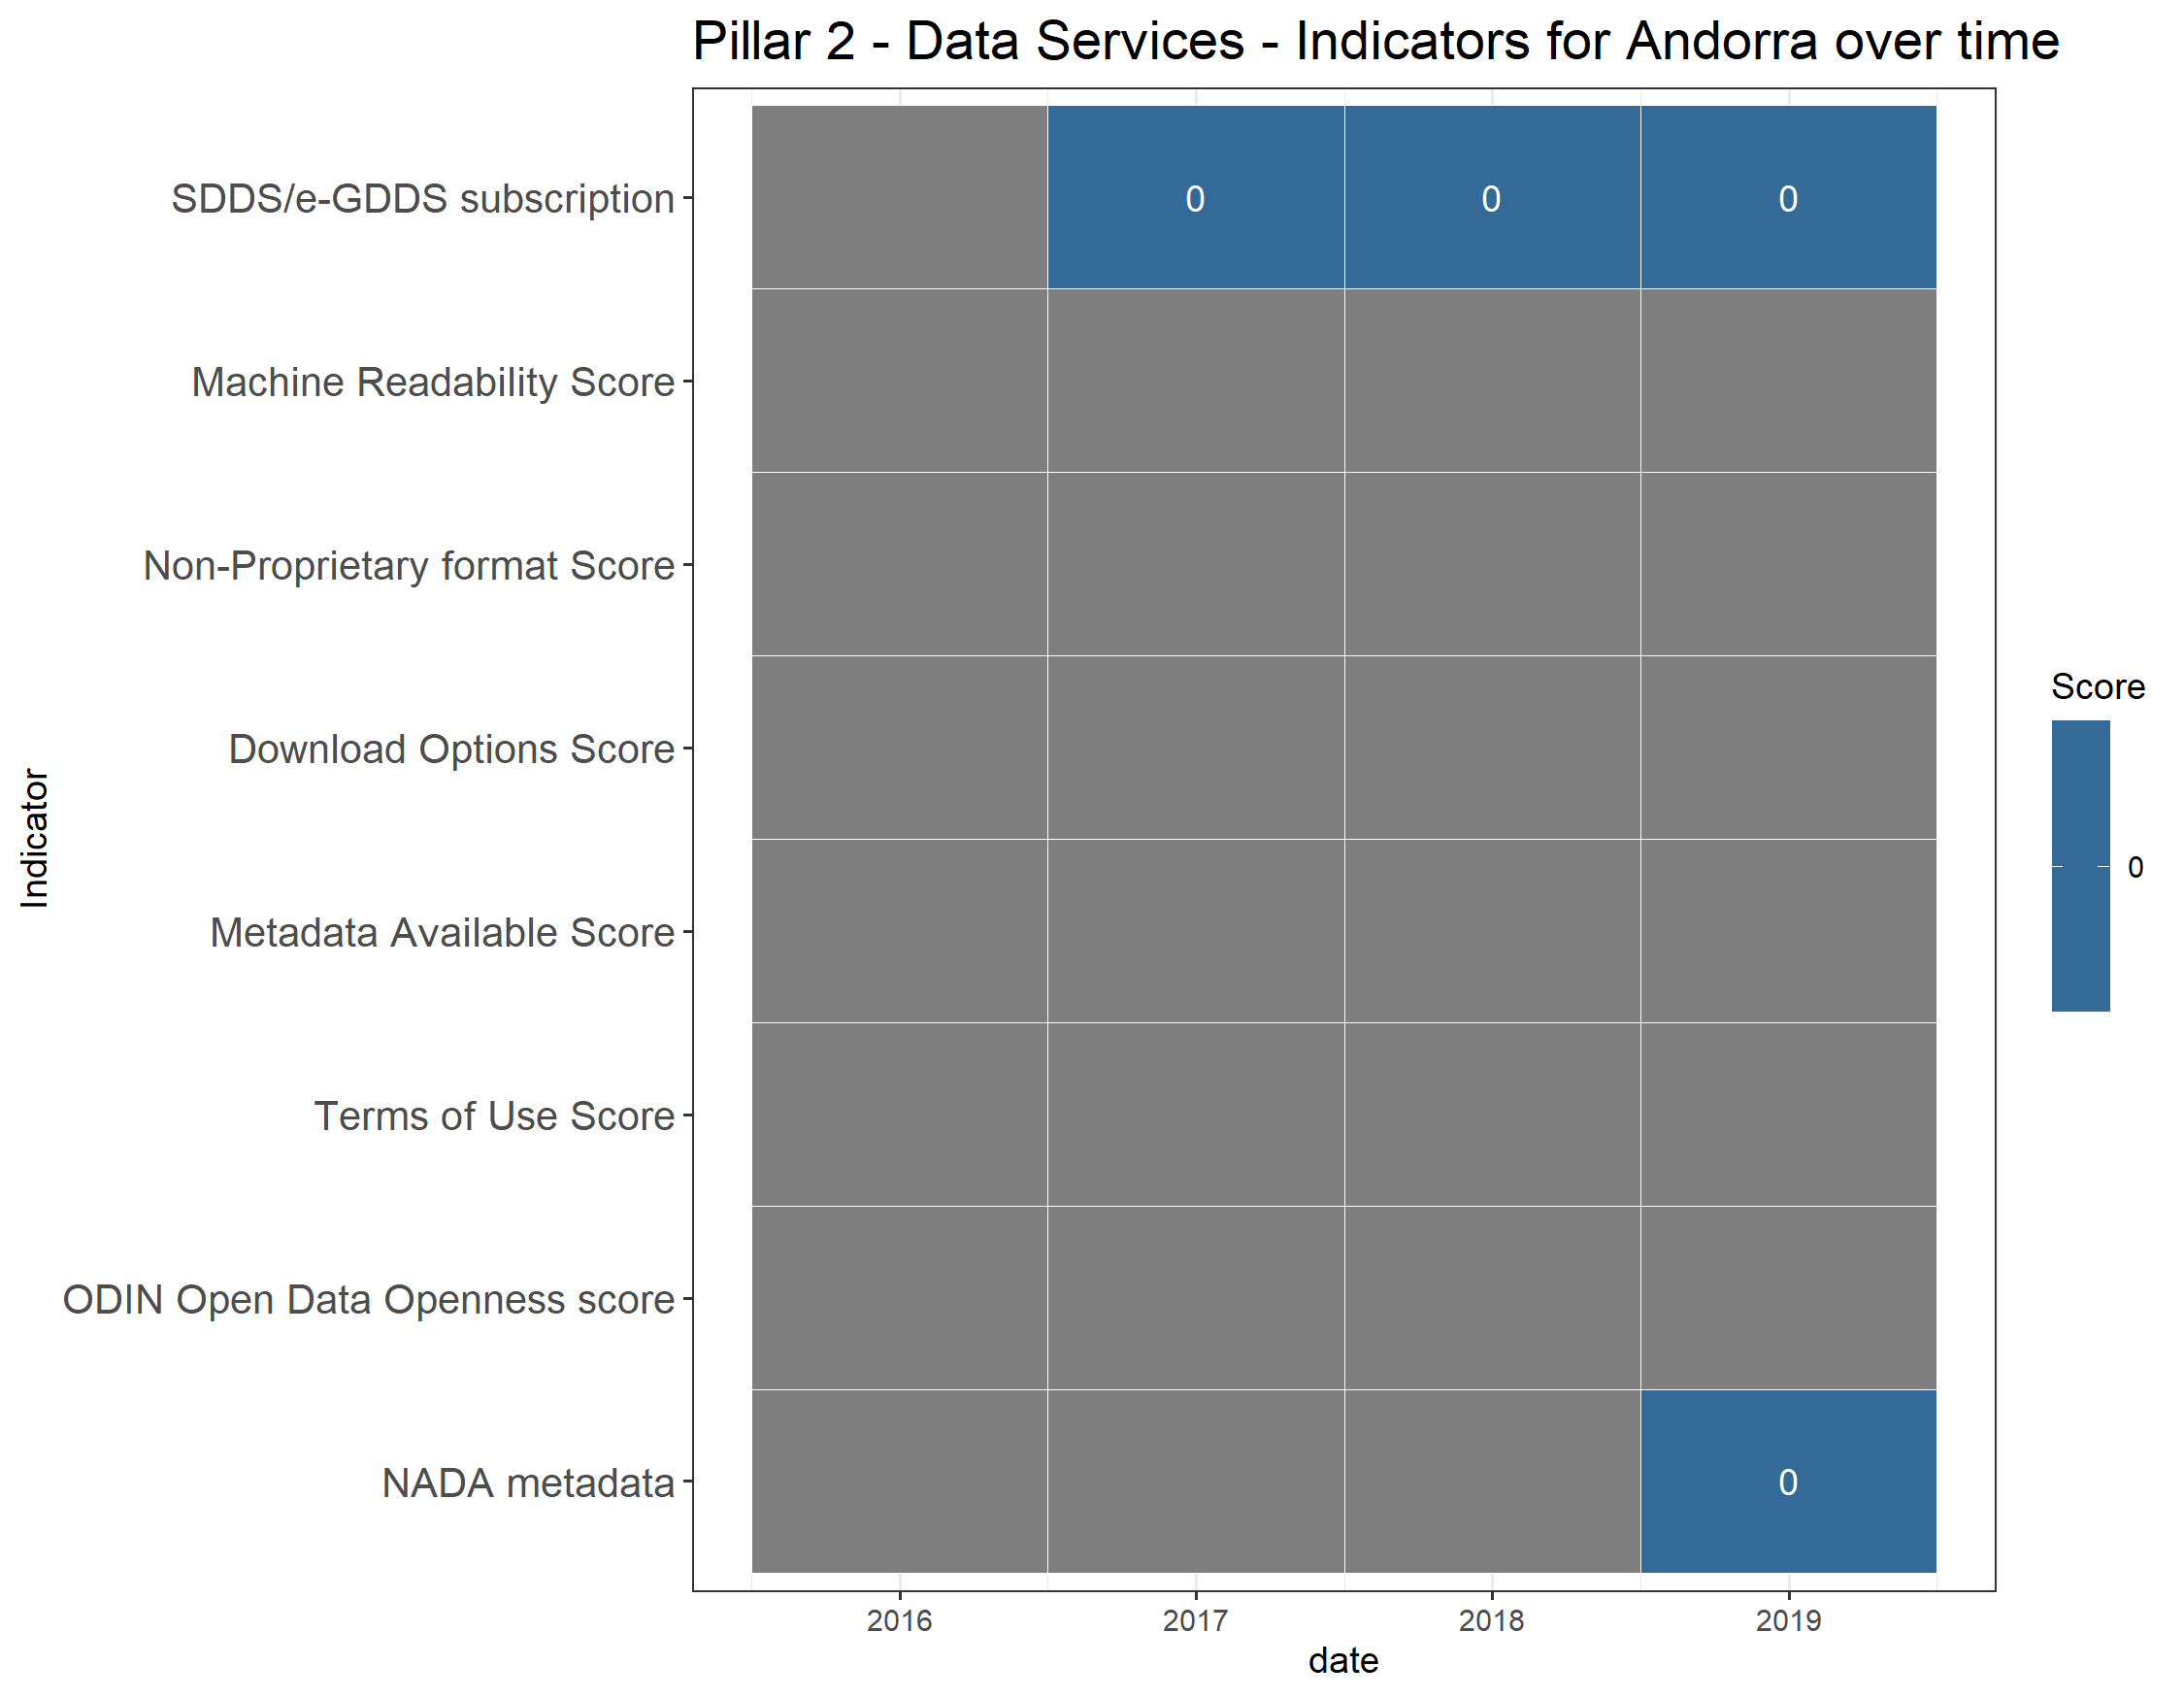 Pillar 2 - Data Services - Indicators for Andorra over time
SDDS/e-GDDS subscription
0 0 0
Machine Readability Score
Non-Proprietary format Score
Download Options Score
Metadata Available Score
Terms of Use Score
ODIN Open Data Openness score
NADA metadata
0
Indicator
2016 2017 2018 2019
date
Score
0